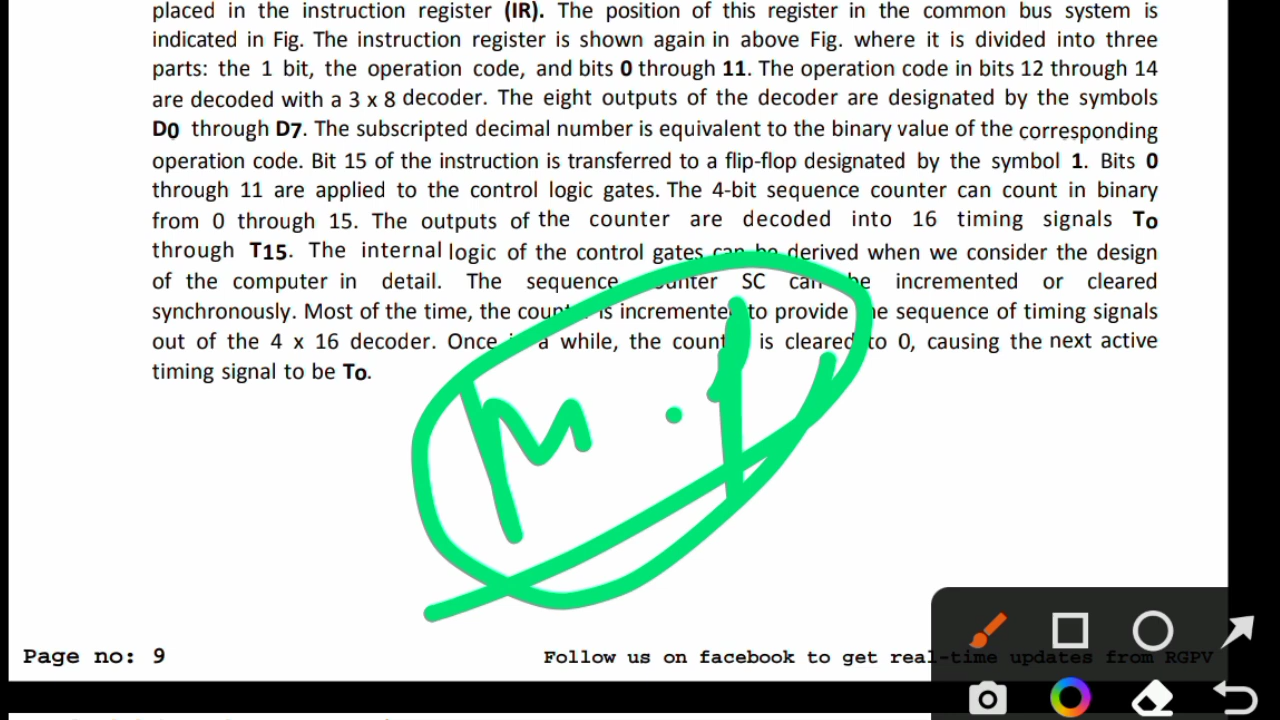 placed in the instruction register (IR). The position of this register in the common bus system is
indicated in Fig. The instruction register is shown again in above Fig. where it is divided into three
parts: the 1 bit, the operation code, and bits 0 through 11. The operation code in bits 12 through 14
are decoded with a 3 x 8 decoder. The eight outputs of the decoder are designated by the symbols
D0 through D7. The subscripted decimal number is equivalent to the binary value of the corresponding
operation code. Bit 15 of the instruction is transferred to a flip-flop designated by the symbol 1. Bits 0
through 11 are applied to the control logic gates. The 4-bit sequence counter can count in binary
from 0 through 15. The outputs of the counter are decoded into 16 timing signals To
through T15. The internal logic of the control gates can be derived when we consider the design
of the computer in detail. The sequence counter SC can be incremented or cleared
synchronously. Most of the time, the counter is incremented to provide the sequence of timing signals
out of the 4 x 16 decoder. Once in a while, the counter is cleared to 0, causing the next active
timing signal to be To.
Page no: 9
Follow us on facebook to get real-time updates from RGPV